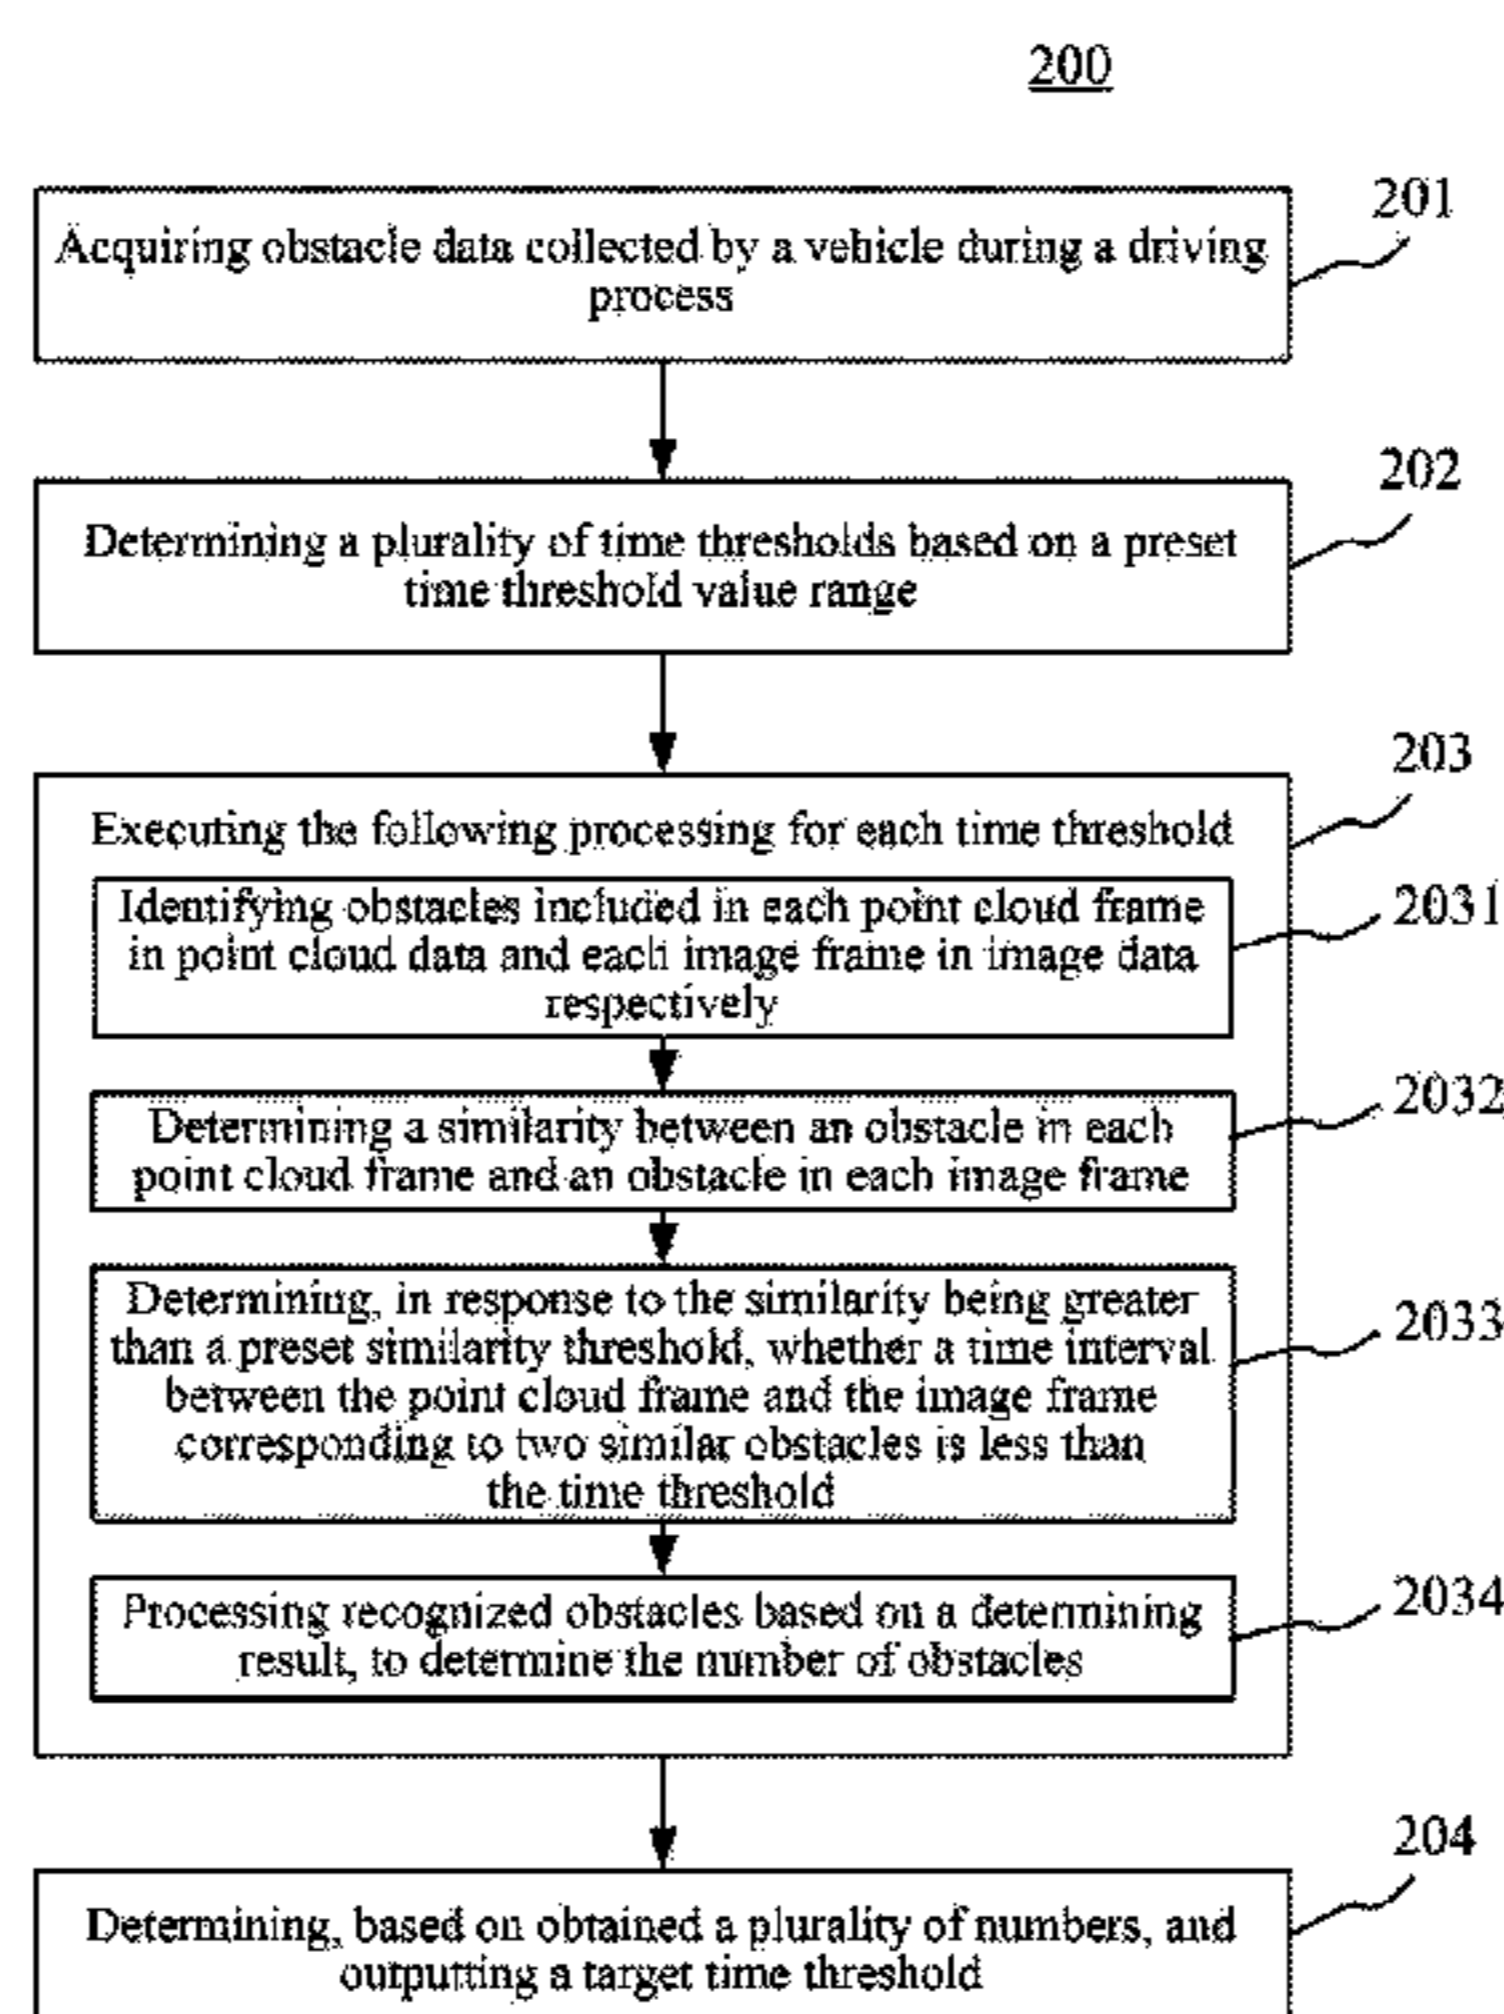 200
201
Acquiring obstacle data collected by a vehicle during a driving
process
202
Determining a plurality of time thresholds based on a preset
time threshold value range
203
Executing the following processing for each time threshold
2031
Identifying obstacles included in each point cloud frame
in point cloud data and each image frame in image data
respectively
2032
Determining a similarity between an obstacle in each
point cloud frame and an obstacle in each image frame
2033
Determining, in response to the similarity being greater
than a preset similarity threshold, whether a time interval
between the point cloud frame and the image frame
corresponding to two similar obstacles is less than
the time threshold
2034
Processing recognized obstacles based on a determining
result, to determine the number of obstacles
204
Determining, based on obtained a plurality of numbers, and
outputting a target time threshold